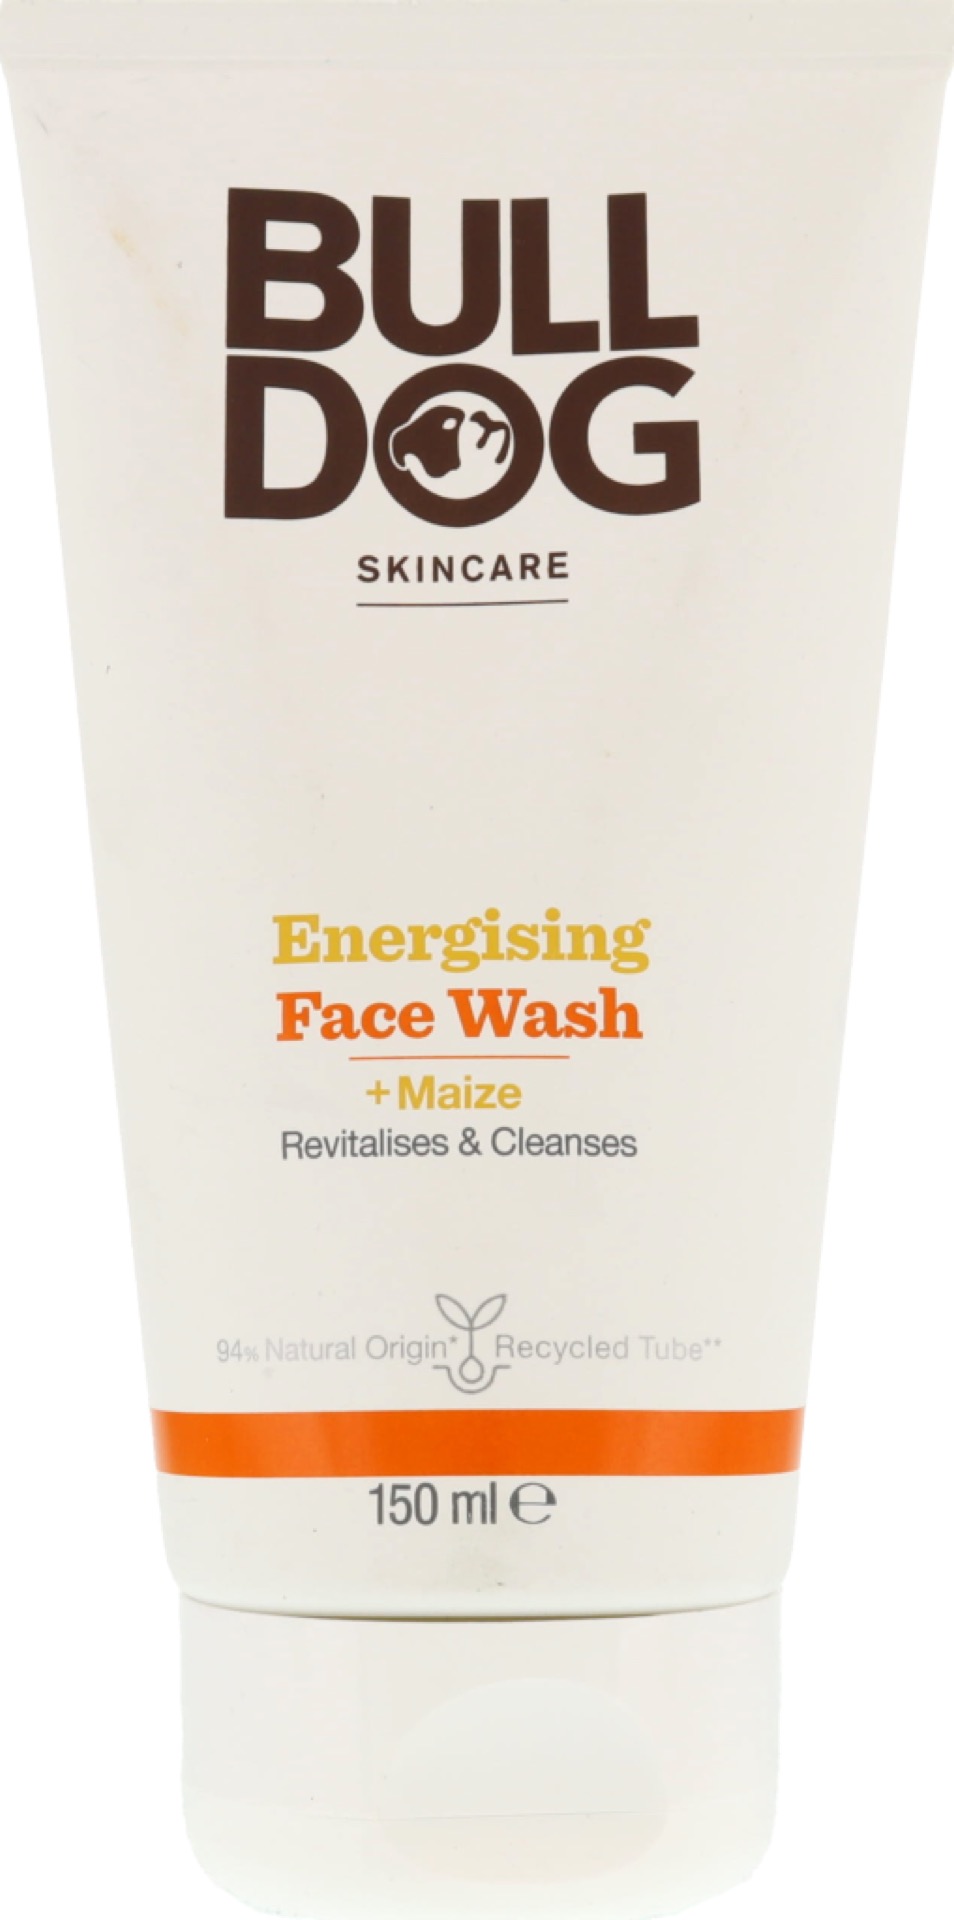 BULL
DOG
SKINCARE
Energising
Face Wash
+ Maize
Revitalises & Cleanses
94% Natural Origin* Recycled Tube**
150 ml ℮